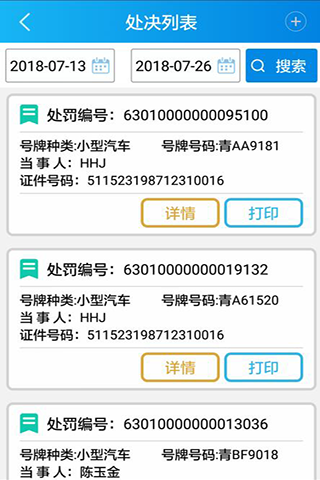 处决列表
2018-07-13 2018-07-26 搜索
处罚编号：63010000000095100
号牌种类:小型汽车 号牌号码:青AA9181
当 事 人：HHJ
证件号码：511523198712310016
详情 打印
处罚编号：63010000000019132
号牌种类:小型汽车 号牌号码:青A61520
当 事 人：HHJ
证件号码：511523198712310016
详情 打印
处罚编号：63010000000013036
号牌种类:小型汽车 号牌号码:青BF9018
当 事 人：陈玉金